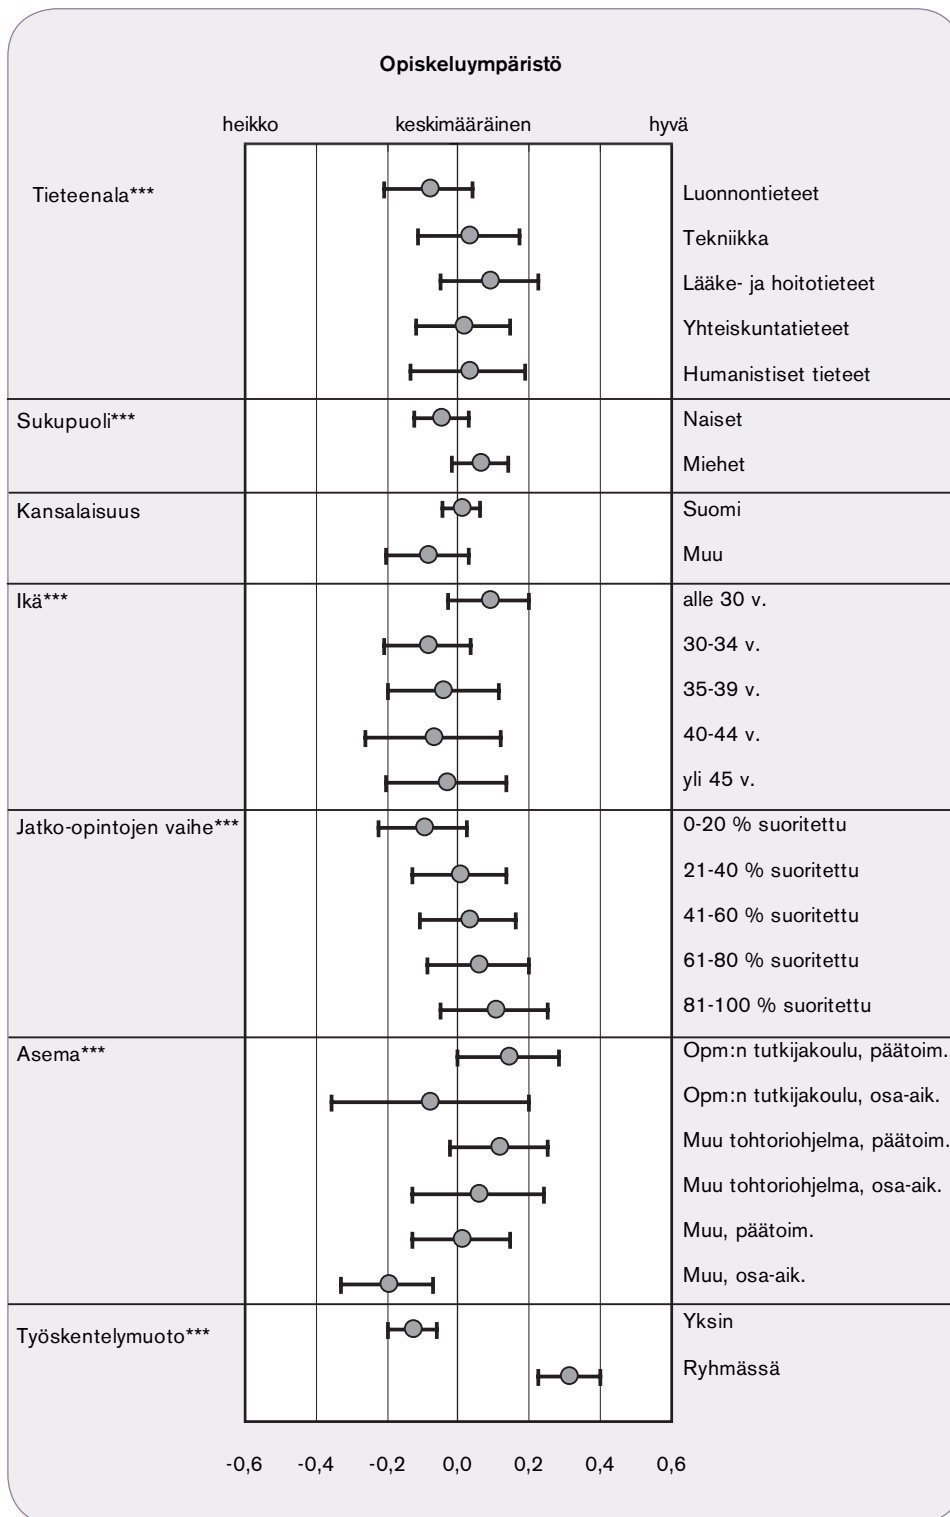 Opiskeluympäristö
heikko keskimääräinen hyvä
Tieteenala***
Luonnontieteet
Tekniikka
Lääke- ja hoitotieteet
Yhteiskuntatieteet
Humanistiset tieteet
Sukupuoli***
Naiset
Miehet
Kansalaisuus
Suomi
Muu
Ikä***
alle 30 v.
30-34 v.
35-39 v.
40-44 v.
yli 45 v.
Jatko-opintojen vaihe***
0-20 % suoritettu
21-40 % suoritettu
41-60 % suoritettu
61-80 % suoritettu
81-100 % suoritettu
Asema***
Opm:n tutkijakoulu, päätoim.
Opm:n tutkijakoulu, osa-aik.
Muu tohtoriohjelma, päätoim.
Muu tohtoriohjelma, osa-aik.
Muu, päätoim.
Muu, osa-aik.
Työskentelymuoto***
Yksin
Ryhmässä
-0,6 -0,4 -0,2 0,0 0,2 0,4 0,6